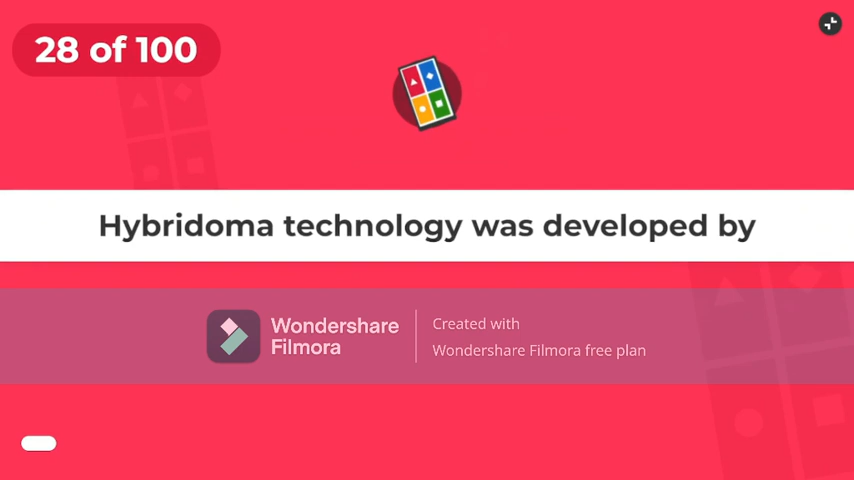 28 of 100
Hybridoma technology was developed by
Wondershare
Filmora
Created with
Wondershare Filmora free plan